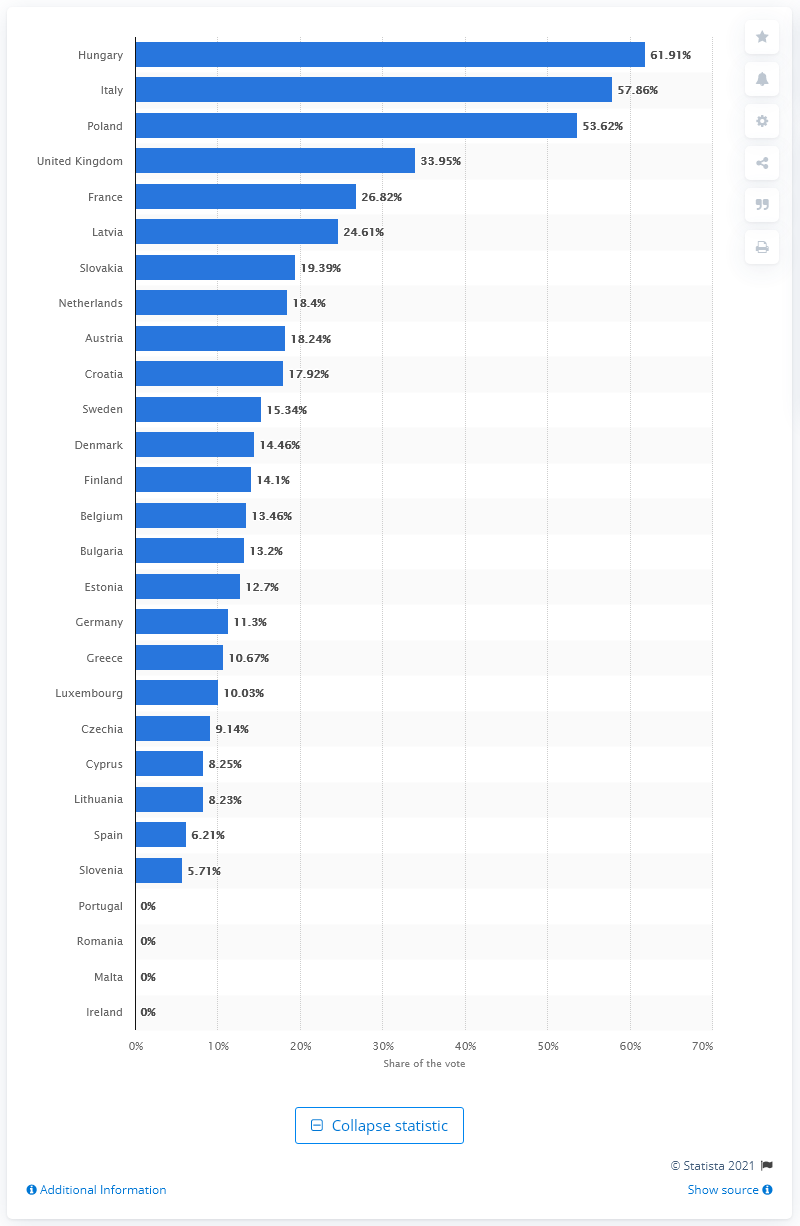 Hungary 61.91%
Italy 57.86%
Poland 53.62%
United Kingdom 33.95%
France 26.82%
Latvia 24.61%
Slovakia 19.39%
Netherlands 18.4%
Austria 18.24%
Croatia 17.92%
Sweden 15.34%
Denmark 14.46%
Finland 14.1%
Belgium 13.46%
Bulgaria 13.2%
Estonia 12.7%
Germany 11.3%
Greece 10.67%
Luxembourg 10.03%
Czechia 9.14%
Cyprus 8.25%
Lithuania 8.23%
Spain 6.21%
Slovenia 5.71%
Portugal 0%
Romania 0%
Malta 0%
Ireland 0%
0% 10% 20% 30% 40% 50% 60% 70%
Share of the vote
Collapse statistic
© Statista 2021
Additional Information Show source